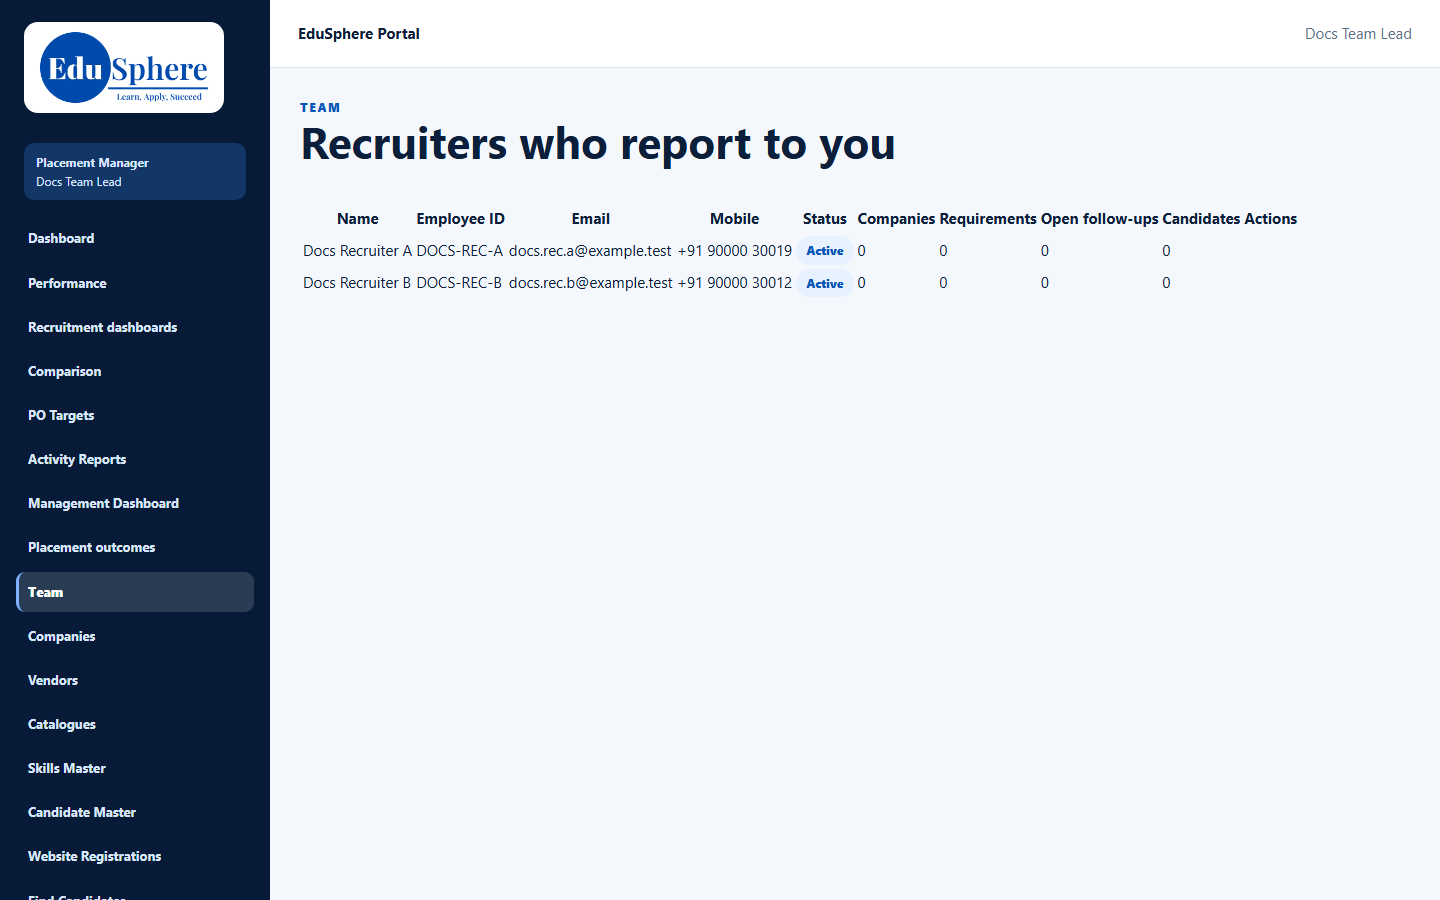 EduSphere
Learn. Apply, Succeed
Placement Manager
Docs Team Lead
Dashboard
Performance
Recruitment dashboards
Comparison
PO Targets
Activity Reports
Management Dashboard
Placement outcomes
Team
Companies
Vendors
Catalogues
Skills Master
Candidate Master
Website Registrations
Find Candidates
EduSphere Portal
Docs Team Lead
TEAM
Recruiters who report to you
Name Employee ID Email Mobile Status Companies Requirements Open follow-ups Candidates Actions
Docs Recruiter A DOCS-REC-A docs.rec.a@example.test +91 90000 30019 Active 0 0 0 0
Docs Recruiter B DOCS-REC-B docs.rec.b@example.test +91 90000 30012 Active 0 0 0 0